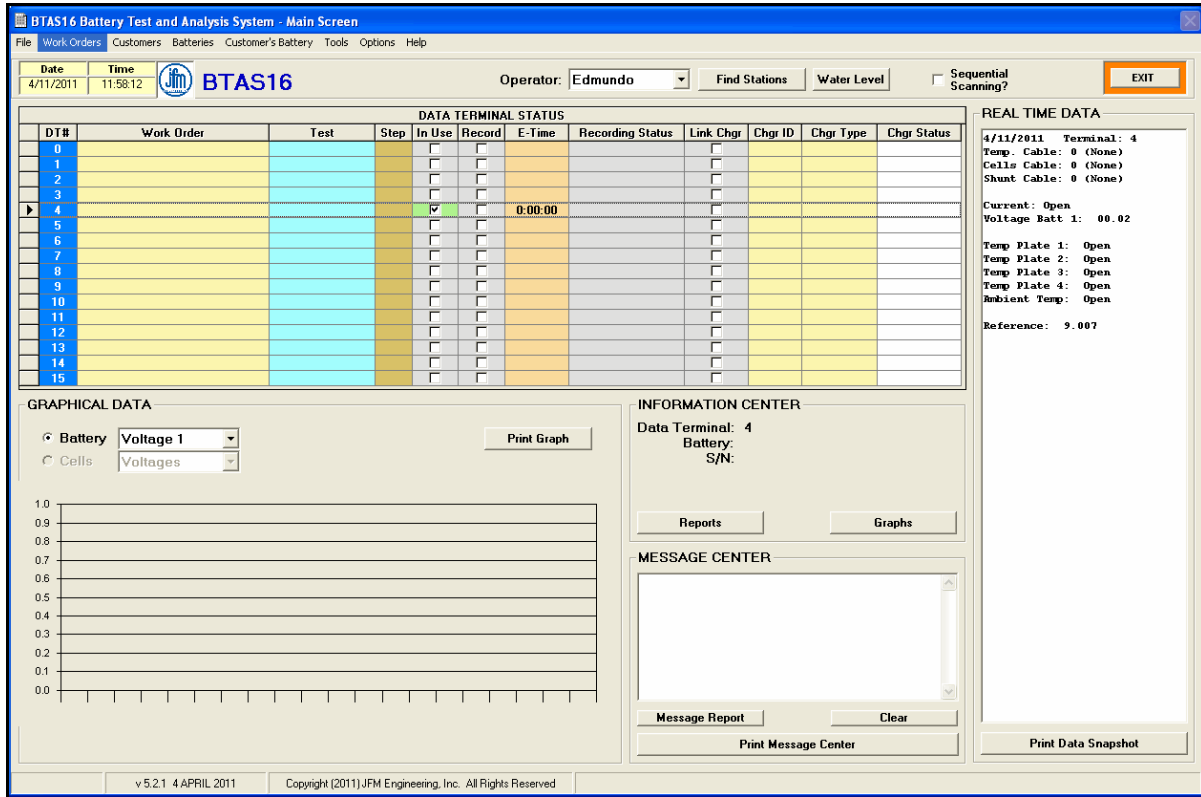 BTAS16 Battery Test and Analysis System - Main Screen
File Work Orders Customers Batteries Customer's Battery Tools Options Help
Date Time
4/11/2011 11:58:12
jfm
BTAS16
Operator: Edmundo
Find Stations
Water Level
Sequential
Scanning?
EXIT
DATA TERMINAL STATUS
DT# Work Order Test Step In Use Record E-Time Recording Status Link Chgr Chgr ID Chgr Type Chgr Status
0
1
2
3
4 0:00:00
5
6
7
8
9
10
11
12
13
14
15
REAL TIME DATA
4/11/2011 Terminal: 4
Temp. Cable: 0 (None)
Cells Cable: 0 (None)
Shunt Cable: 0 (None)
Current: Open
Voltage Batt 1: 00.02
Temp Plate 1: Open
Temp Plate 2: Open
Temp Plate 3: Open
Temp Plate 4: Open
Ambient Temp: Open
Reference: 9.007
Print Data Snapshot
GRAPHICAL DATA
Battery Voltage 1
Cells Voltages
Print Graph
1.0
0.9
0.8
0.7
0.6
0.5
0.4
0.3
0.2
0.1
0.0
INFORMATION CENTER
Data Terminal: 4
Battery:
S/N:
Reports
Graphs
MESSAGE CENTER
Message Report
Clear
Print Message Center
v 5.2.1 4 APRIL 2011
Copyright (2011) JFM Engineering, Inc. All Rights Reserved